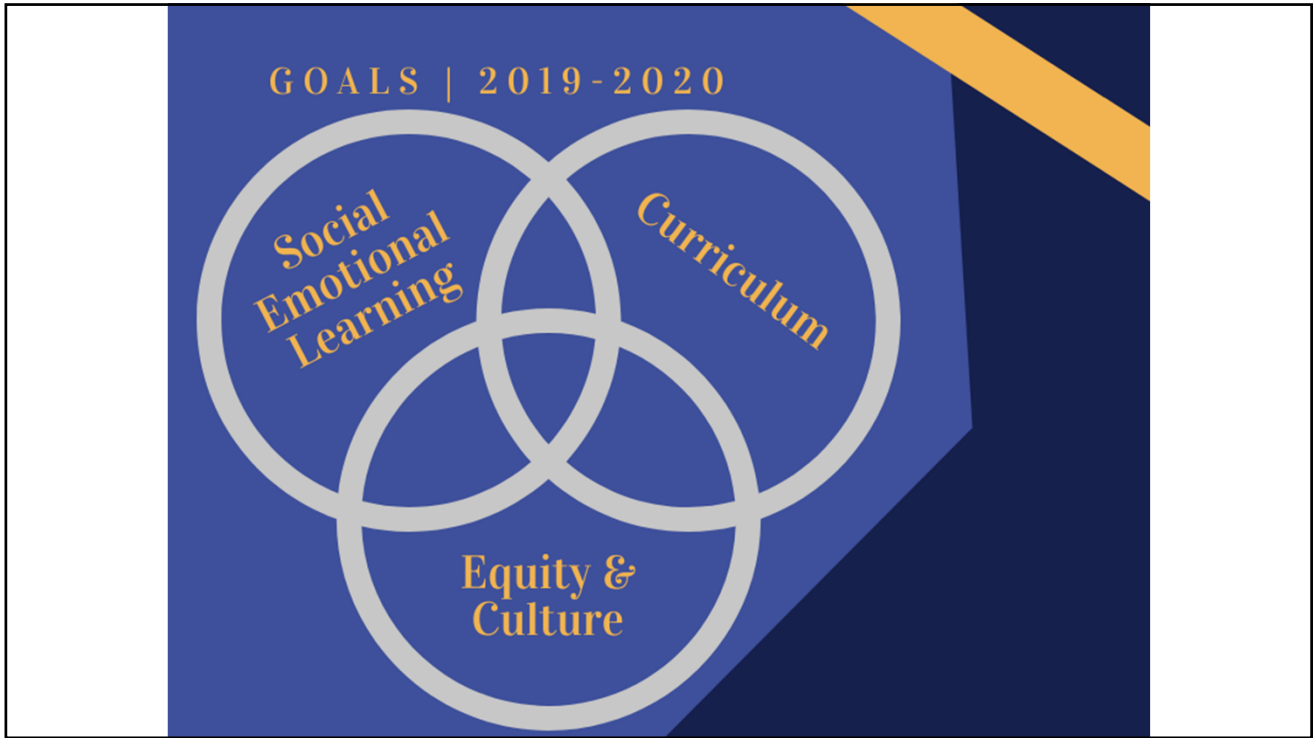 GOALS | 2019-2020
Social
Emotional
Learning
Curriculum
Equity &
Culture